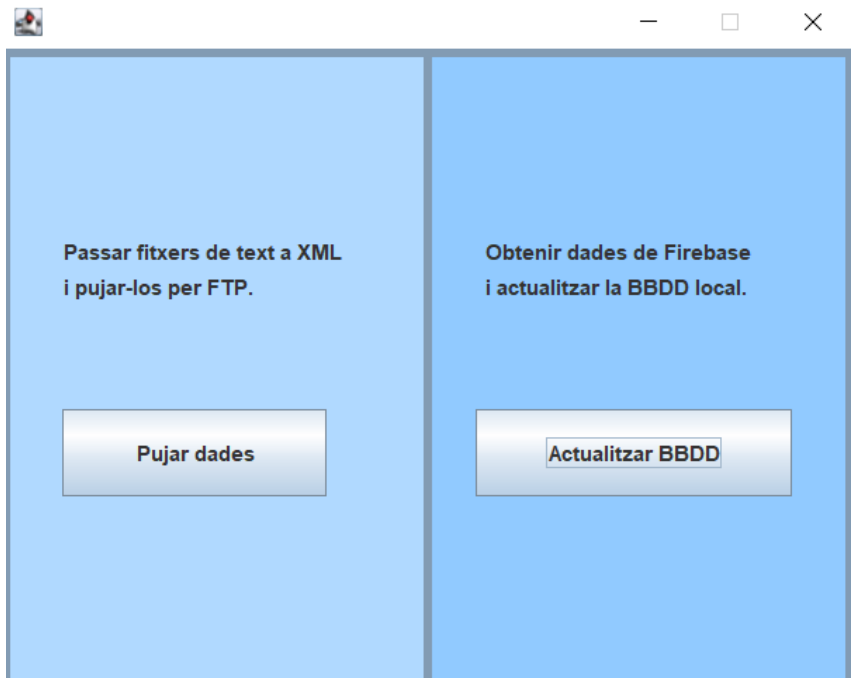 Passar fitxers de text a XML
i pujar-los per FTP.
Pujar dades
Obtenir dades de Firebase
i actualitzar la BBDD local.
Actualitzar BBDD